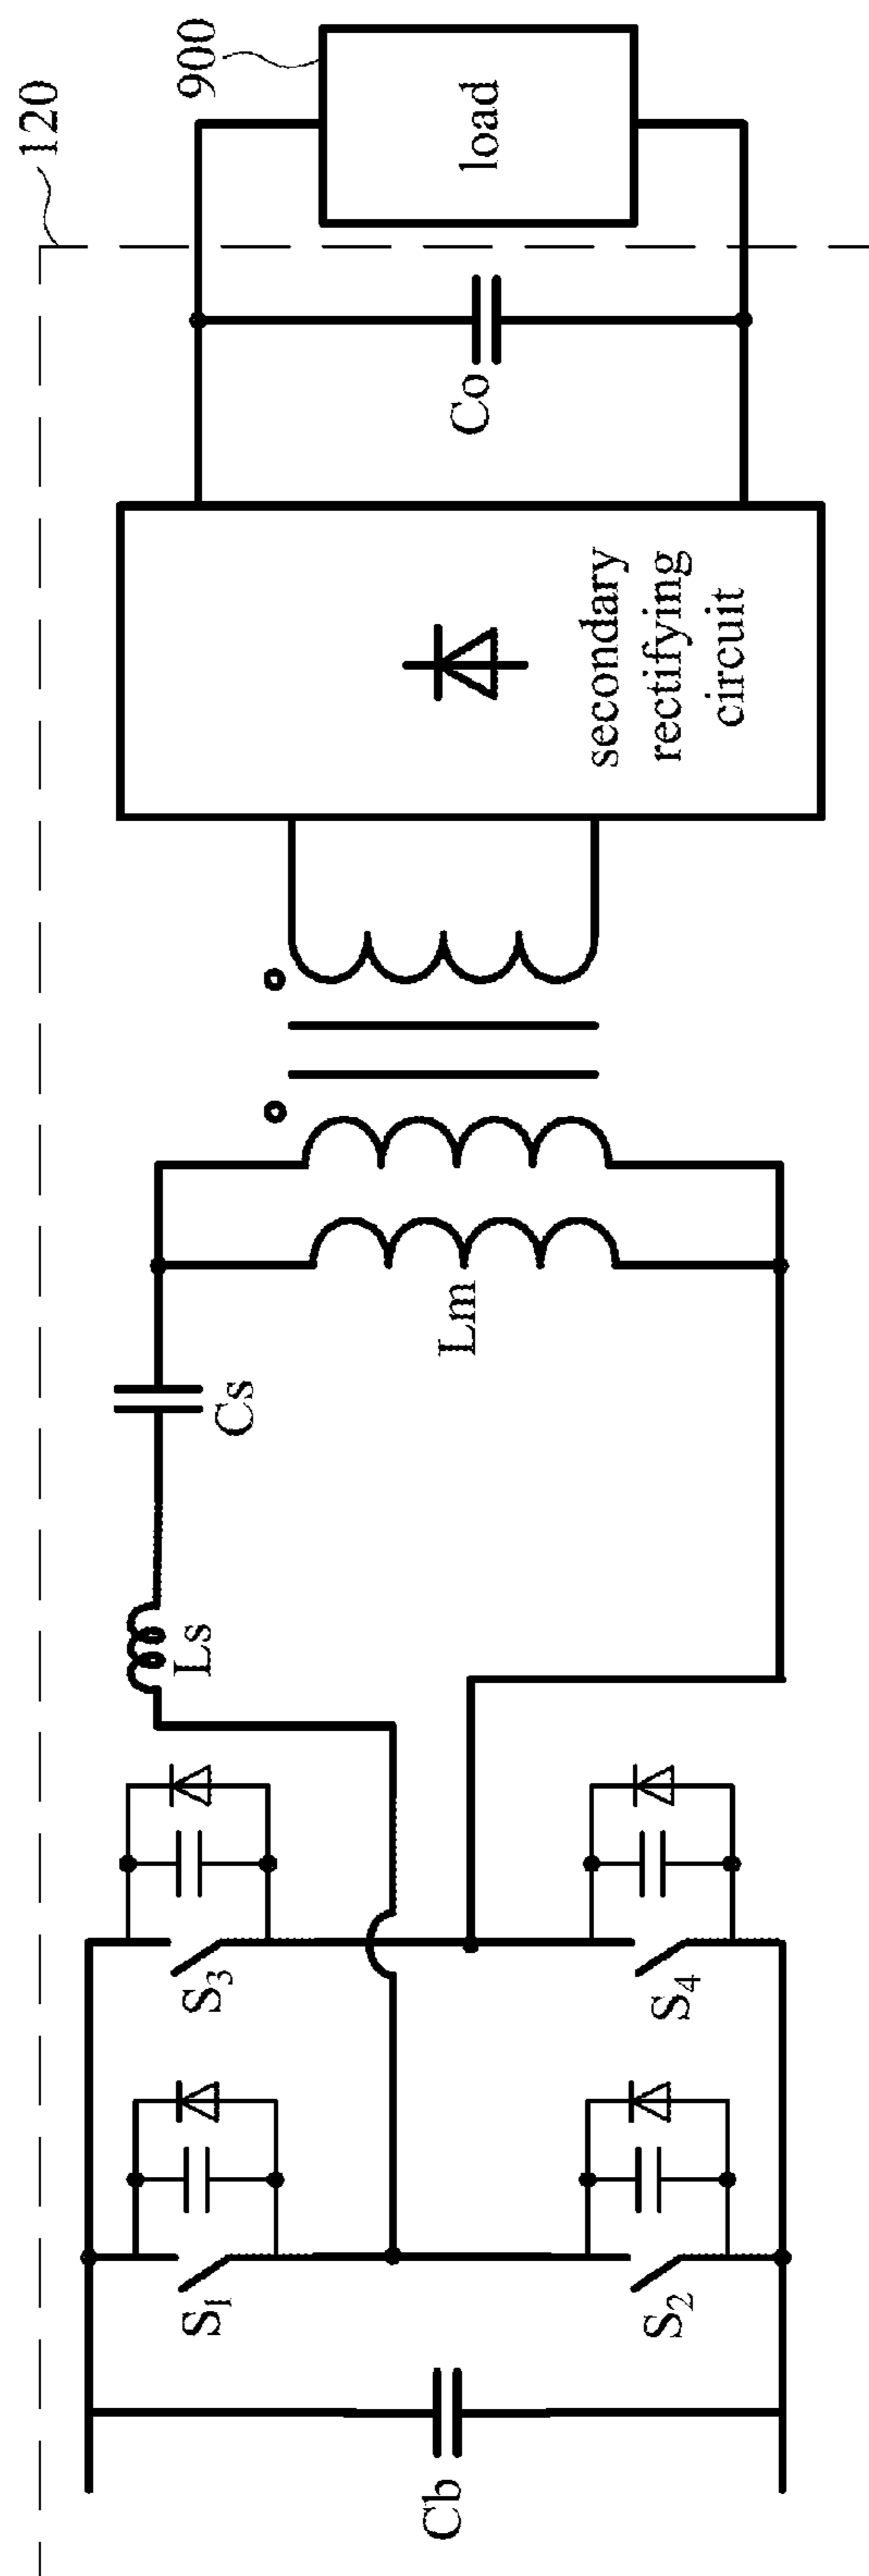 120
900
load
Co
secondary
rectifying
circuit
Cs
Lm
Ls
S3
S4
S1
S2
Cb